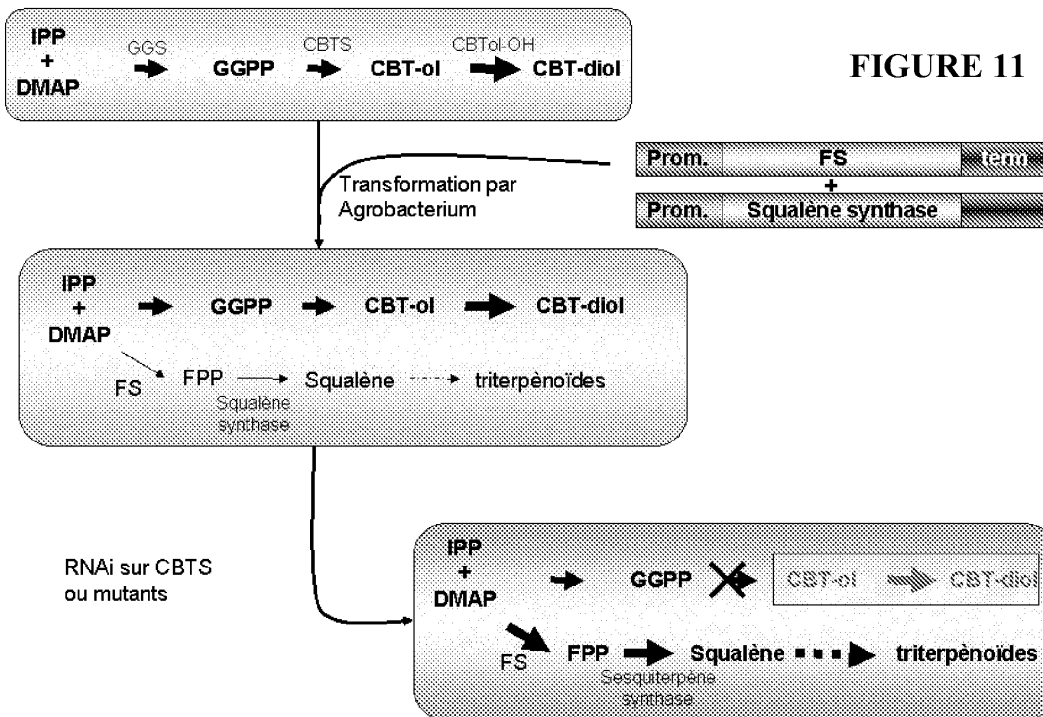 FIGURE 11
IPP
+
DMAP
GGS
GGPP
CBTS
CBT-ol
CBTol-OH
CBT-diol
Prom. FS term
+
Prom. Squalène synthase
Transformation par
Agrobacterium
IPP
+
DMAP
GGPP
CBT-ol
CBT-diol
FS
FPP
Squalène
synthase
Squalène
triterpènoïdes
RNAi sur CBTS
ou mutants
IPP
+
DMAP
GGPP
CBT-ol
CBT-diol
FS
FPP
Sesquiterpène
synthase
Squalène
triterpènoïdes